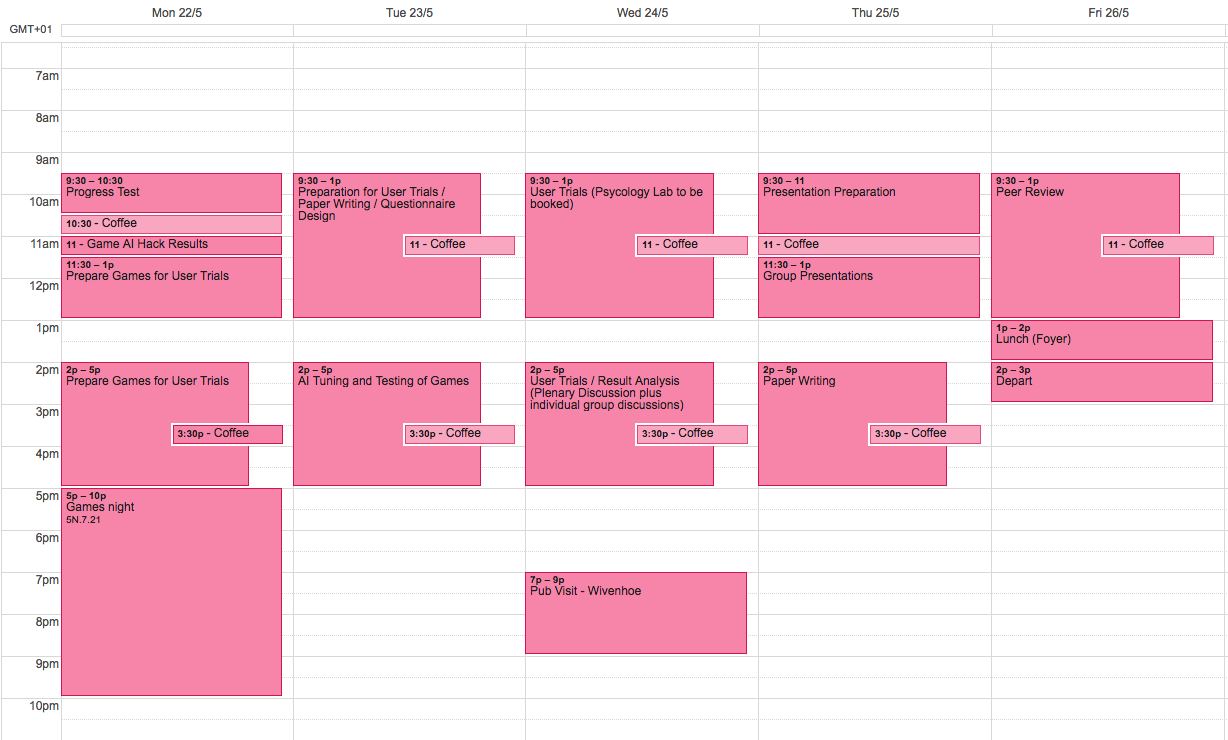 Mon 22/5
Tue 23/5
Wed 24/5
Thu 25/5
Fri 26/5
GMT+01
7am
8am
9am
10am
11am
12pm
1pm
2pm
3pm
4pm
5pm
6pm
7pm
8pm
9pm
10pm
9:30 – 10:30
Progress Test
10:30 - Coffee
11 - Game AI Hack Results
11:30 – 1p
Prepare Games for User Trials
2p – 5p
Prepare Games for User Trials
3:30p - Coffee
5p – 10p
Games night
5N.7.21
9:30 – 1p
Preparation for User Trials /
Paper Writing / Questionnaire
Design
11 - Coffee
2p – 5p
AI Tuning and Testing of Games
3:30p - Coffee
9:30 – 1p
User Trials (Psycology Lab to be
booked)
11 - Coffee
2p – 5p
User Trials / Result Analysis
(Plenary Discussion plus
individual group discussions)
3:30p - Coffee
7p – 9p
Pub Visit - Wivenhoe
9:30 – 11
Presentation Preparation
11 - Coffee
11:30 – 1p
Group Presentations
2p – 5p
Paper Writing
3:30p - Coffee
9:30 – 1p
Peer Review
11 - Coffee
1p – 2p
Lunch (Foyer)
2p – 3p
Depart